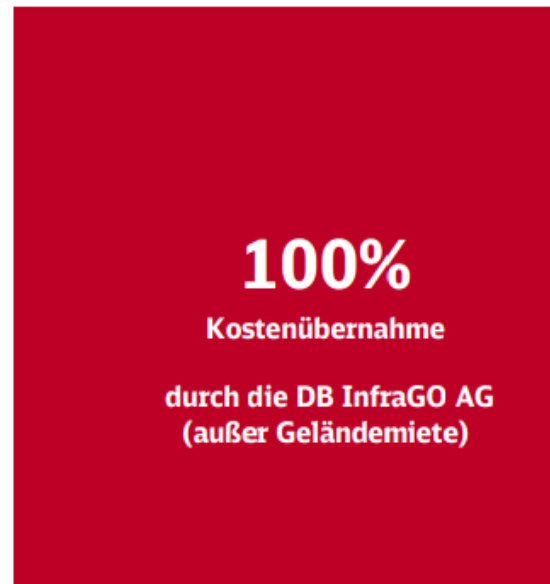 100%
Kostenübernahme
durch die DB InfraGO AG
(außer Geländemiete)